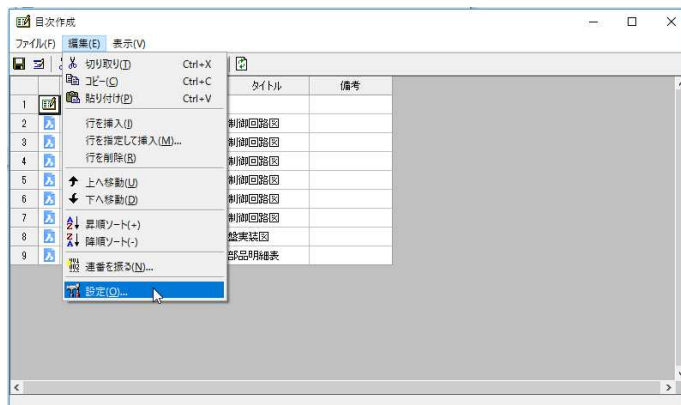 目次作成
ファイル(F) 編集(E) 表示(V)
切り取り(T) Ctrl+X
コピー(C) Ctrl+C
貼り付け(P) Ctrl+V
行を挿入(I)
行を指定して挿入(M)...
行を削除(R)
上へ移動(U)
下へ移動(D)
昇順ソート(+)
降順ソート(-)
連番を振る(N)...
設定(O)...
タイトル 備考
1
2 制御回路図
3 制御回路図
4 制御回路図
5 制御回路図
6 制御回路図
7 制御回路図
8 盤実装図
9 部品明細表